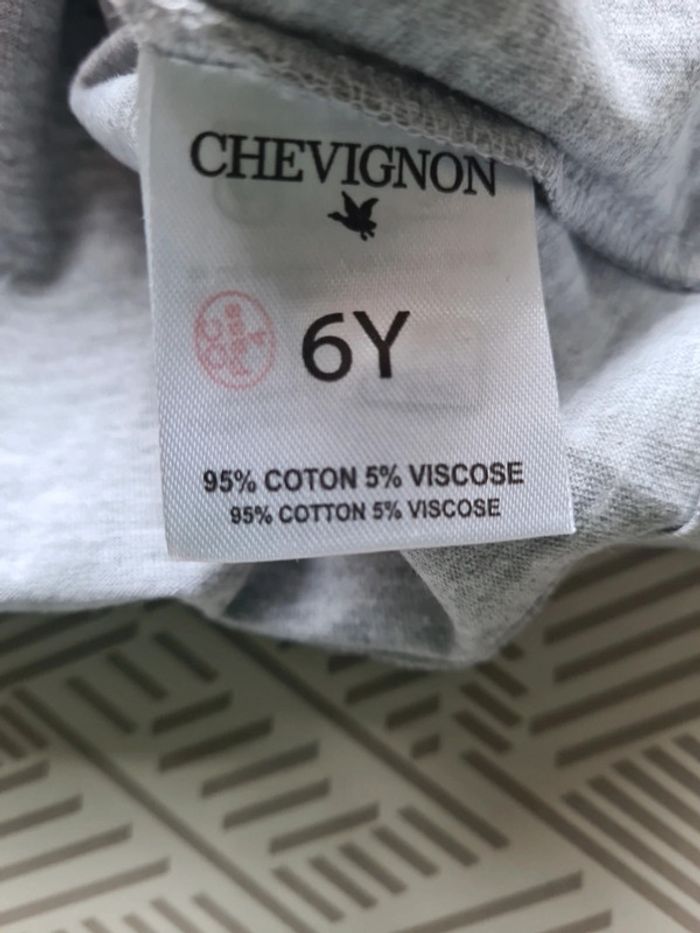 CHEVIGNON
6Y
95% COTON 5% VISCOSE
95% COTTON 5% VISCOSE